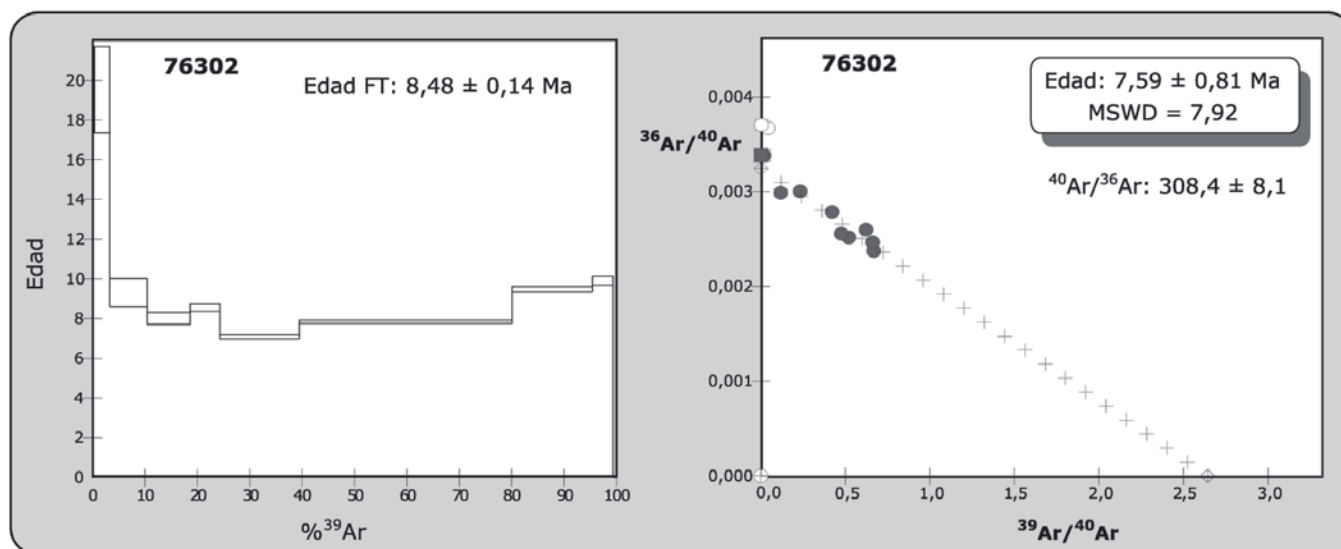 76302
Edad FT: 8,48 ± 0,14 Ma
Edad
20
18
16
14
12
10
8
6
4
2
0
0 10 20 30 40 50 60 70 80 90 100
%³⁹Ar
76302
Edad: 7,59 ± 0,81 Ma
MSWD = 7,92
⁴⁰Ar/³⁶Ar: 308,4 ± 8,1
³⁶Ar/⁴⁰Ar
0,004
0,003
0,002
0,001
0,000
0,0 0,5 1,0 1,5 2,0 2,5 3,0
³⁹Ar/⁴⁰Ar